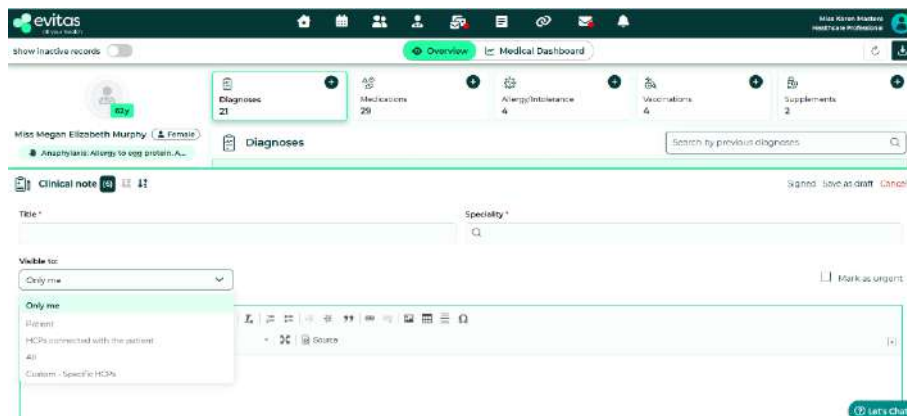 evitas
Miss Karen Masters
Healthcare Professional
Show inactive records
Overview
Medical Dashboard
62y
Miss Megan Elizabeth Murphy
Female
Anaphylaxis: Allergy to egg protein, A...
Diagnoses
21
Medications
29
Allergy/Intolerance
4
Vaccinations
4
Supplements
2
Diagnoses
Search by previous diagnoses
Clinical note (6)
Signed
Save as draft
Cancel
Title *
Speciality *
Visible to:
Only me
Mark as urgent
Only me
Patient
HCPs connected with the patient
All
Custom - Specific HCPs
Source
Let's Chat